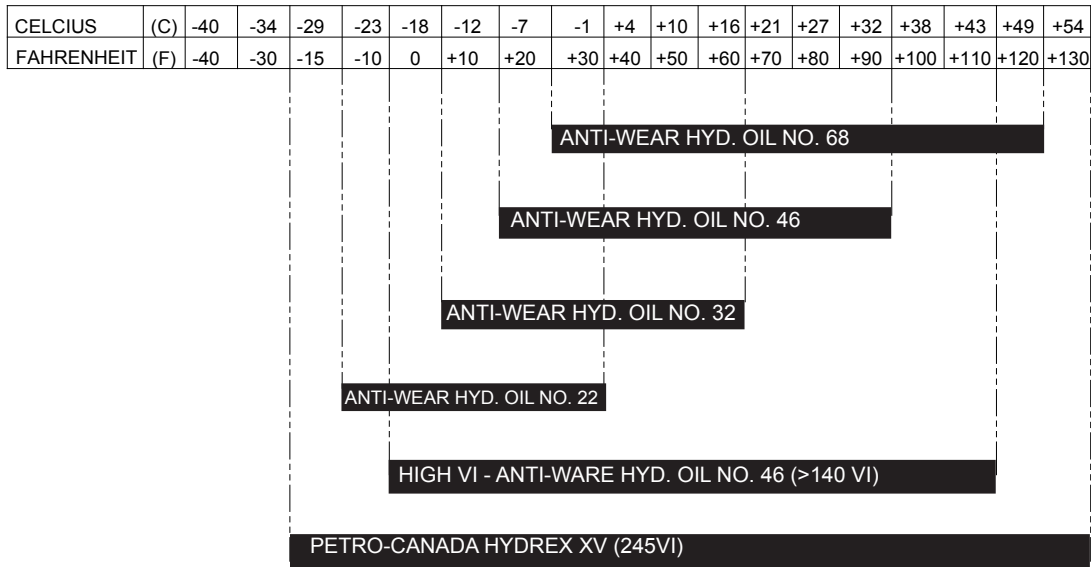 CELCIUS (C) -40 -34 -29 -23 -18 -12 -7 -1 +4 +10 +16 +21 +27 +32 +38 +43 +49 +54
FAHRENHEIT (F) -40 -30 -15 -10 0 +10 +20 +30 +40 +50 +60 +70 +80 +90 +100 +110 +120 +130
ANTI-WEAR HYD. OIL NO. 68
ANTI-WEAR HYD. OIL NO. 46
ANTI-WEAR HYD. OIL NO. 32
ANTI-WEAR HYD. OIL NO. 22
HIGH VI - ANTI-WARE HYD. OIL NO. 46 (>140 VI)
PETRO-CANADA HYDREX XV (245VI)